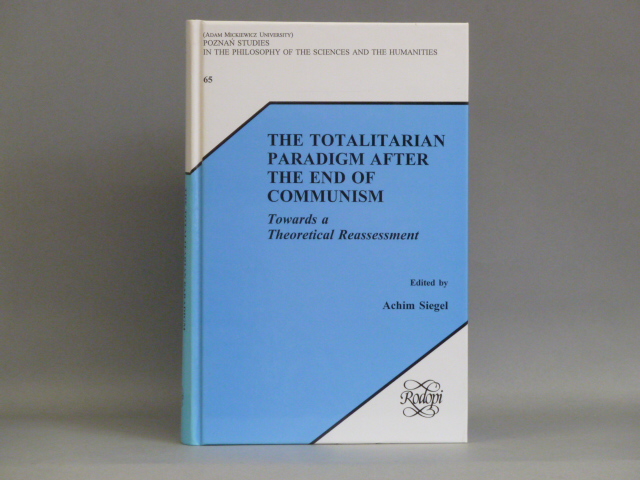 (ADAM MICKIEWICZ UNIVERSITY)
POZNAŃ STUDIES
IN THE PHILOSOPHY OF THE SCIENCES AND THE HUMANITIES
65
THE TOTALITARIAN
PARADIGM AFTER
THE END OF
COMMUNISM
Towards a
Theoretical Reassessment
Edited by
Achim Siegel
Rodopi